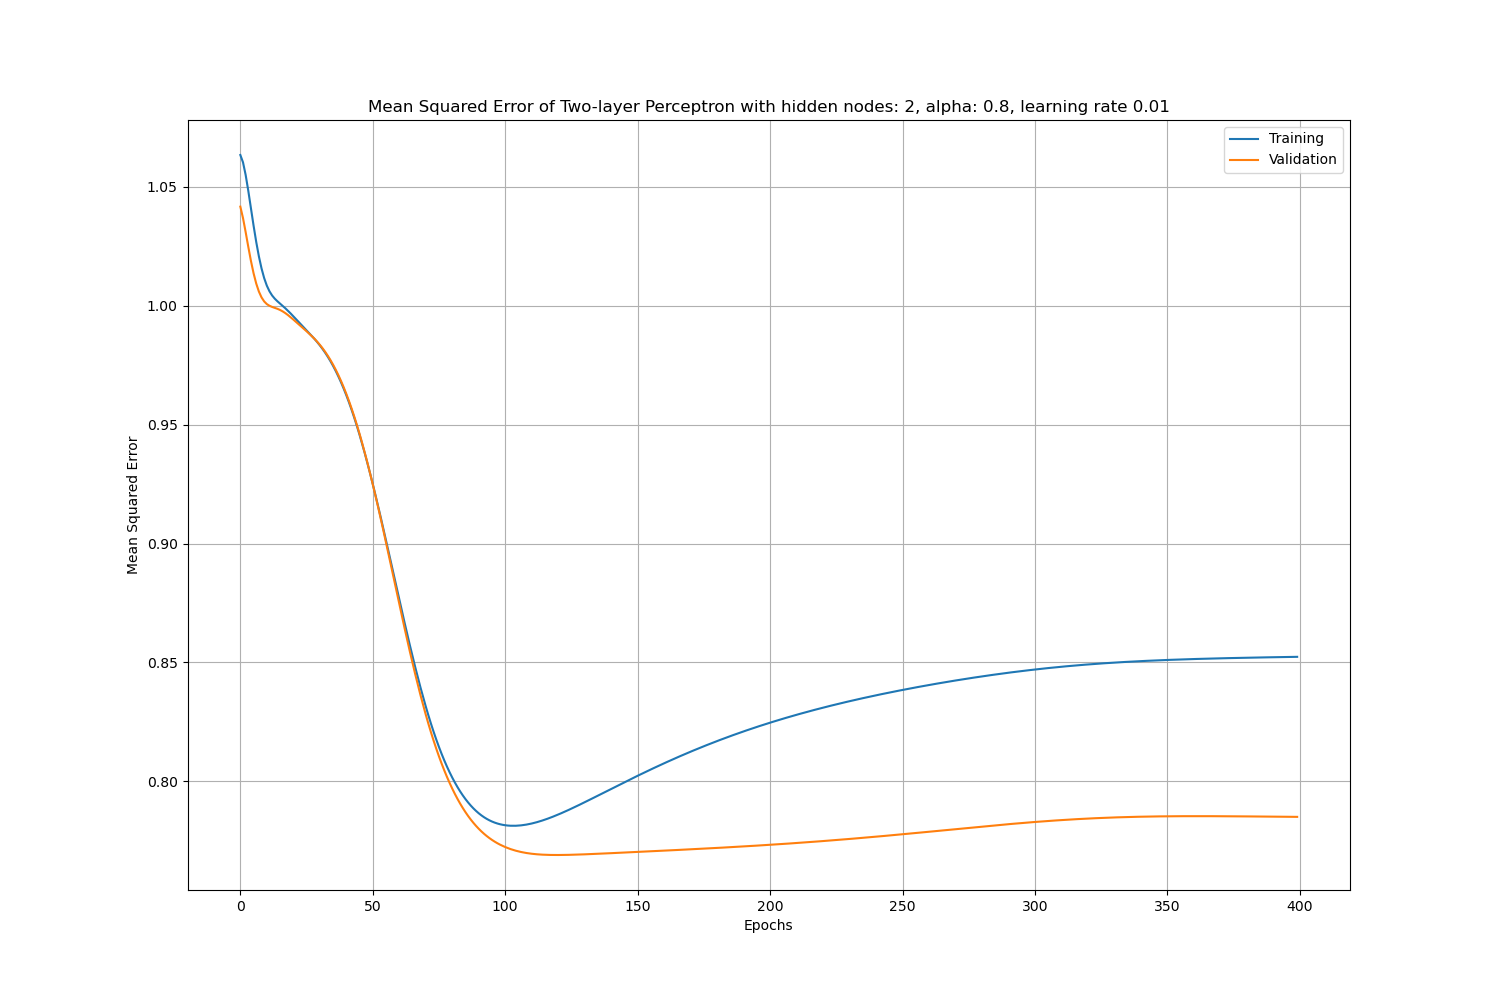 Mean Squared Error of Two-layer Perceptron with hidden nodes: 2, alpha: 0.8, learning rate 0.01
Training
Validation
1.05
1.00
0.95
0.90
0.85
0.80
Mean Squared Error
0 50 100 150 200 250 300 350 400
Epochs